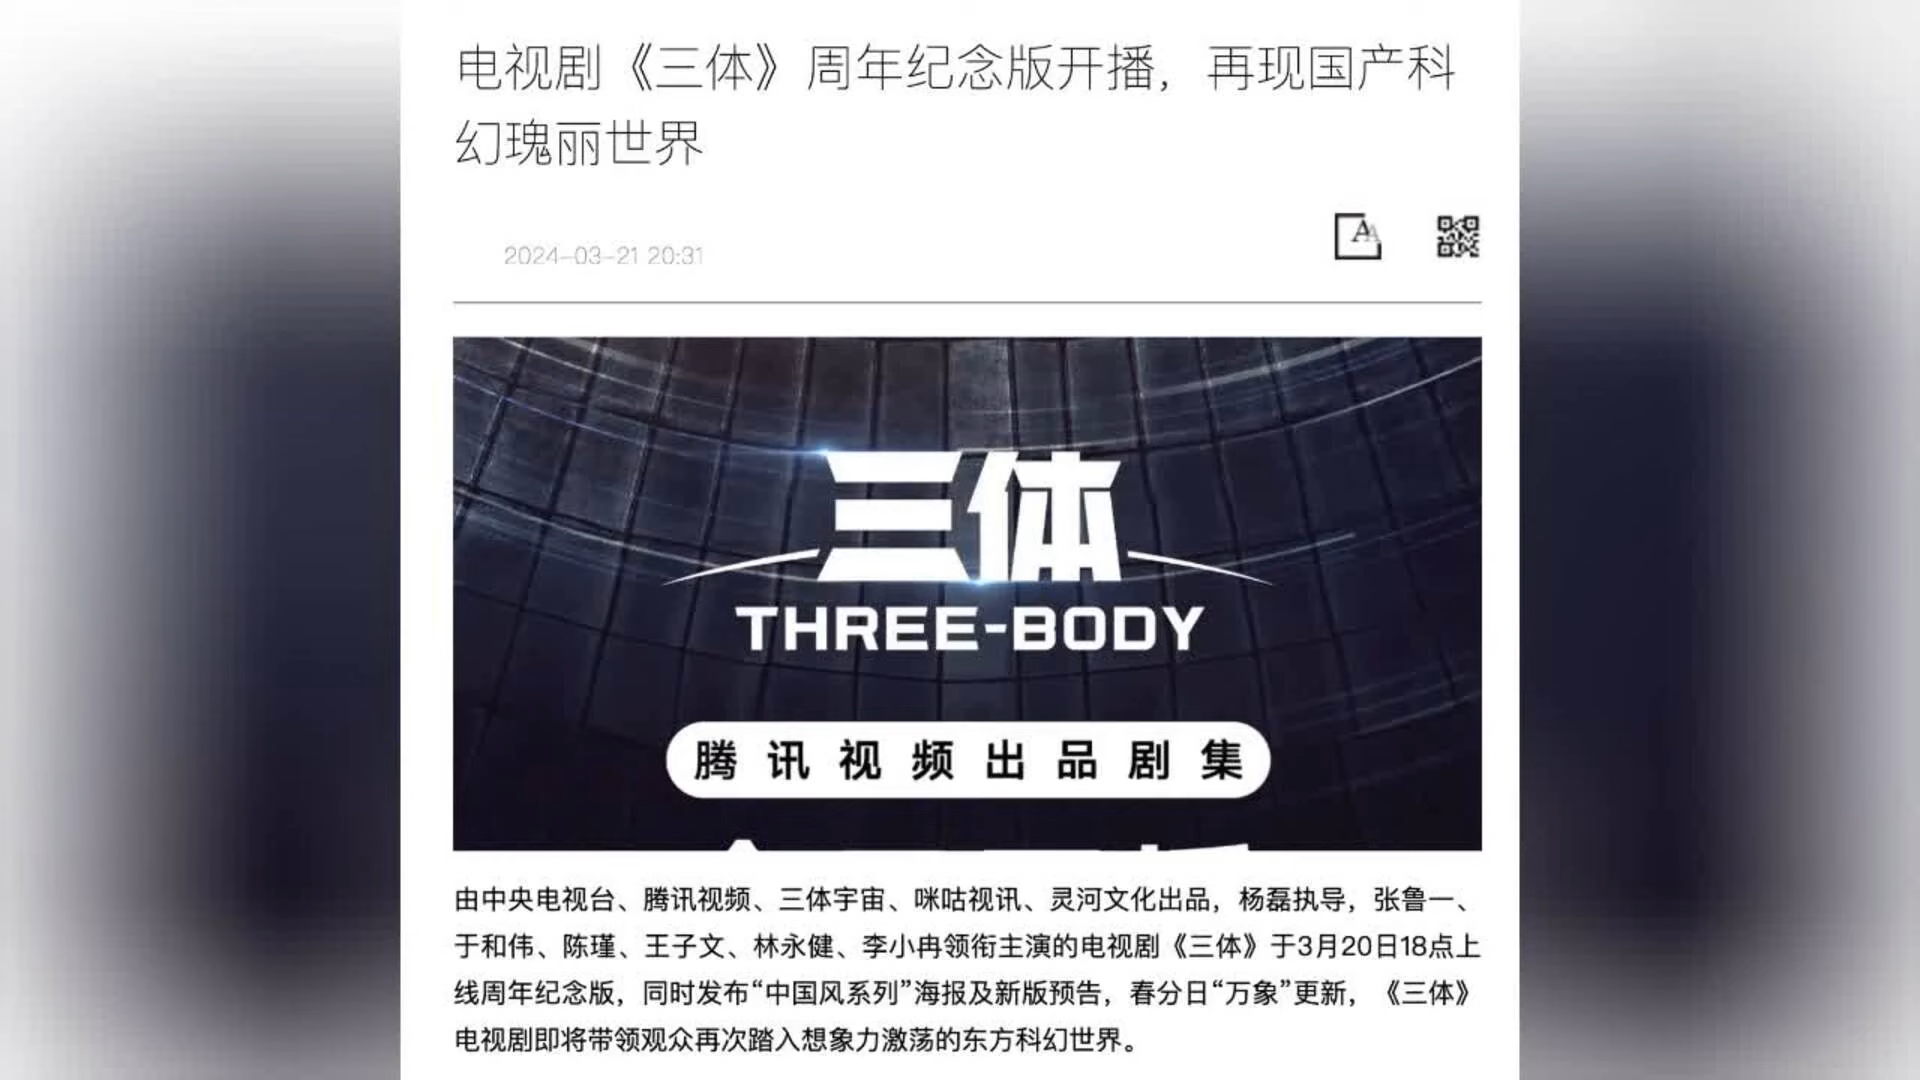 电视剧《三体》周年纪念版开播，再现国产科
幻瑰丽世界
2024-03-21 20:31
三体
THREE-BODY
腾讯视频出品剧集
由中央电视台、腾讯视频、三体宇宙、咪咕视讯、灵河文化出品，杨磊执导，张鲁一、
于和伟、陈瑾、王子文、林永健、李小冉领衔主演的电视剧《三体》于3月20日18点上
线周年纪念版，同时发布“中国风系列”海报及新版预告，春分日“万象”更新，《三体》
电视剧即将带领观众再次踏入想象力激荡的东方科幻世界。